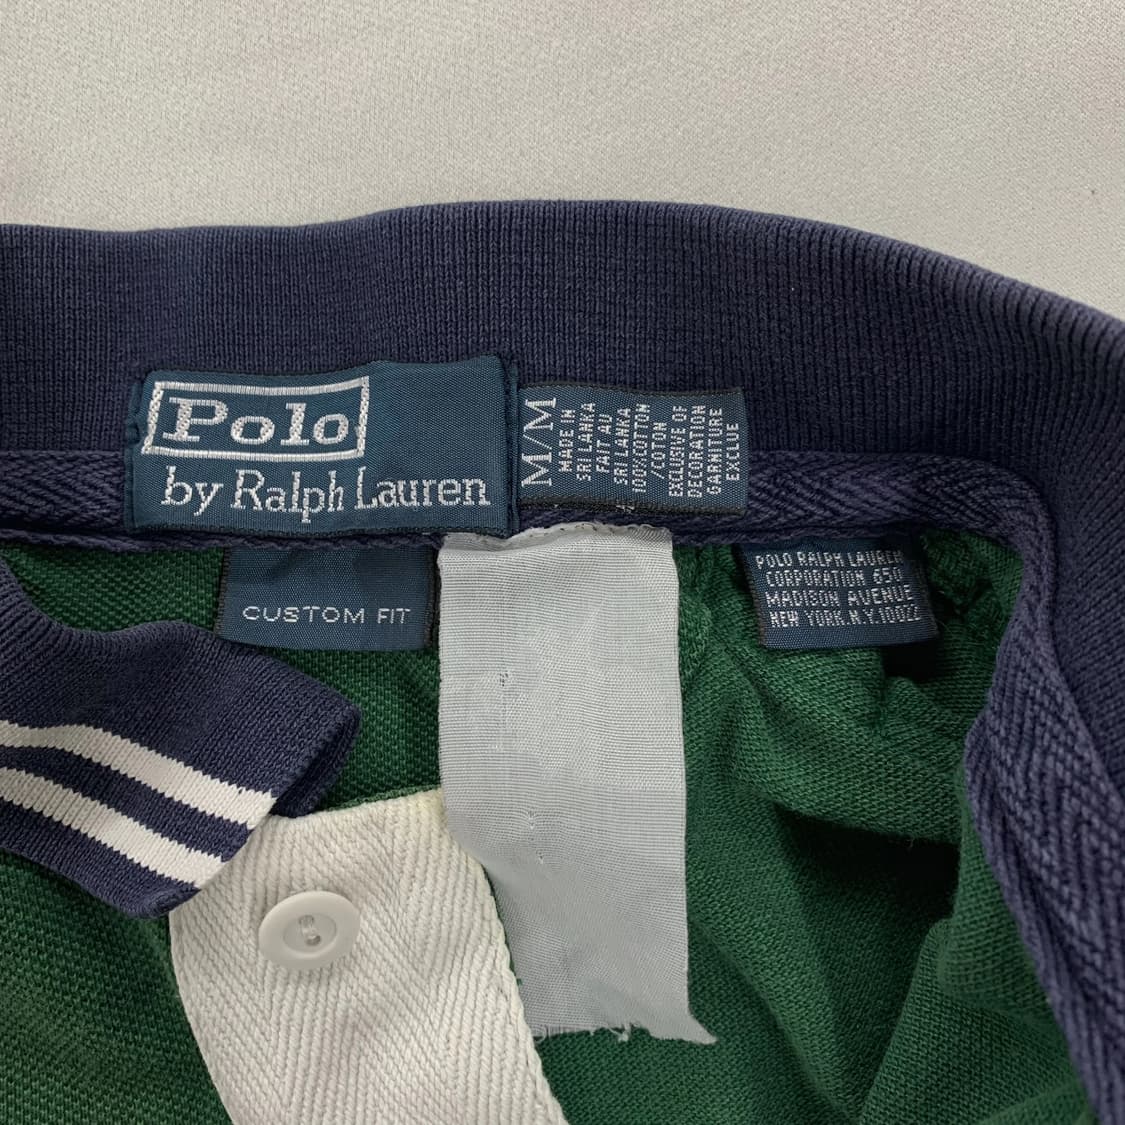 Polo
by Ralph Lauren
M/M
MADE IN
SRI LANKA
FAIT AU
SRI LANKA
100%COTTON
/COTON
EXCLUSIVE OF
DECORATION
GARNITURE
EXCLUE
CUSTOM FIT
POLO RALPH LAUREN
CORPORATION 650
MADISON AVENUE
NEW YORK.N.Y.10022